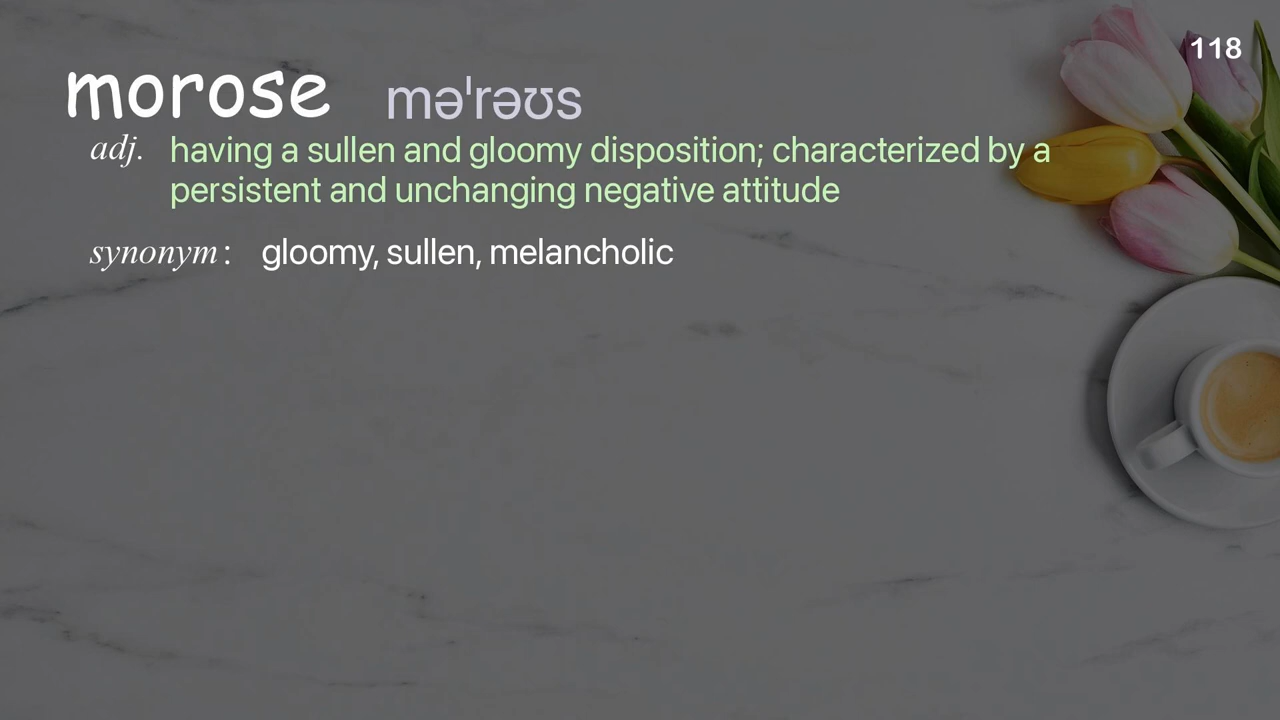 118
morose məˈrəʊs
adj. having a sullen and gloomy disposition; characterized by a
persistent and unchanging negative attitude
synonym : gloomy, sullen, melancholic